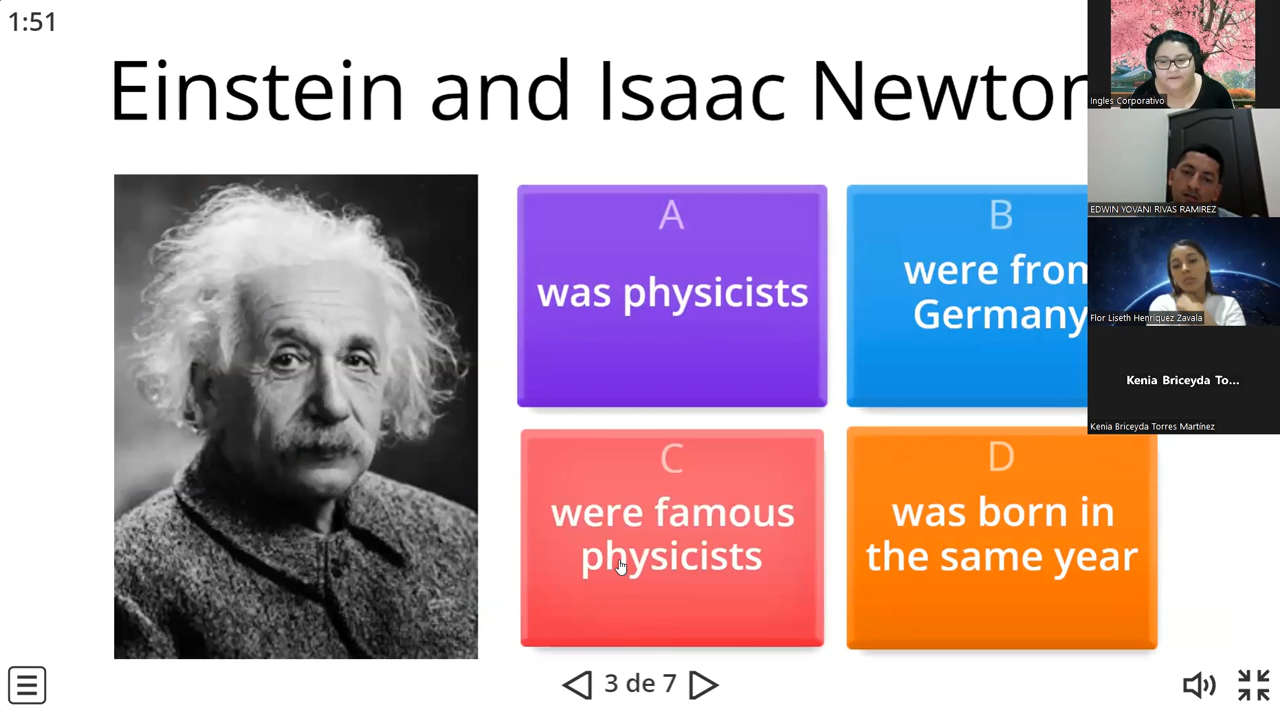 1:51
Einstein and Isaac Newton
A
was physicists
B
were from
Germany
C
were famous
physicists
D
was born in
the same year
3 de 7
Ingles Corporativo
EDWIN YOVANI RIVAS RAMIREZ
Flor Liseth Henriquez Zavala
Kenia Briceyda To...
Kenia Briceyda Torres Martínez